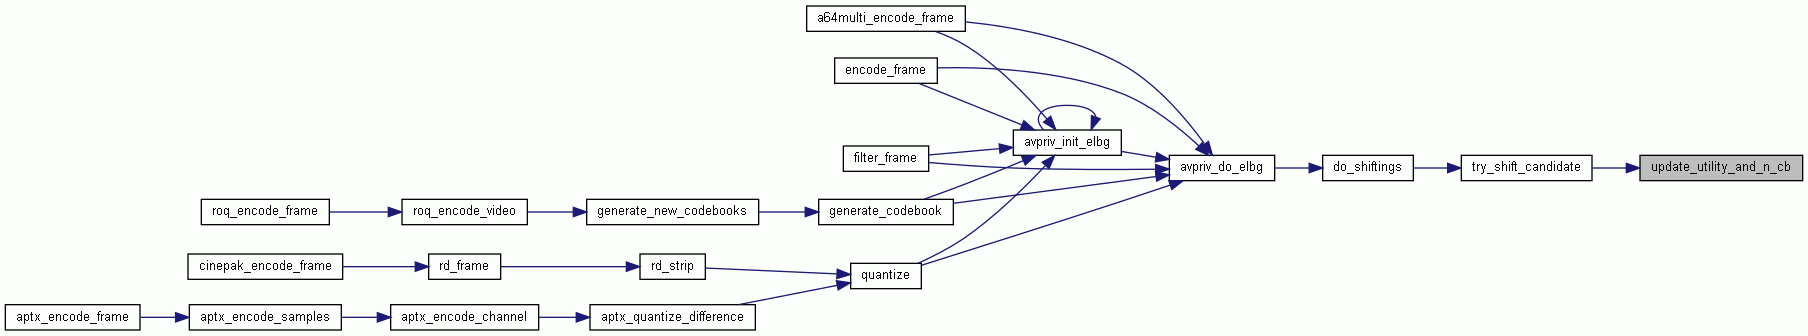 a64multi_encode_frame
encode_frame
avpriv_init_elbg
filter_frame
avpriv_do_elbg
do_shiftings
try_shift_candidate
update_utility_and_n_cb
roq_encode_frame
roq_encode_video
generate_new_codebooks
generate_codebook
cinepak_encode_frame
rd_frame
rd_strip
quantize
aptx_encode_frame
aptx_encode_samples
aptx_encode_channel
aptx_quantize_difference